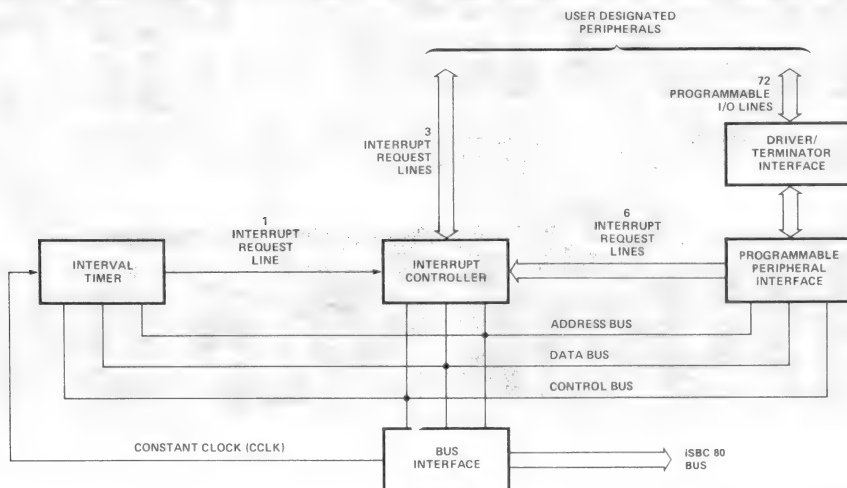 USER DESIGNATED
PERIPHERALS
72
PROGRAMMABLE
I/O LINES
3
INTERRUPT
REQUEST
LINES
DRIVER/
TERMINATOR
INTERFACE
1
INTERRUPT
REQUEST
LINE
6
INTERRUPT
REQUEST
LINES
INTERVAL
TIMER
INTERRUPT
CONTROLLER
PROGRAMMABLE
PERIPHERAL
INTERFACE
ADDRESS BUS
DATA BUS
CONTROL BUS
CONSTANT CLOCK (CCLK)
BUS
INTERFACE
iSBC 80
BUS